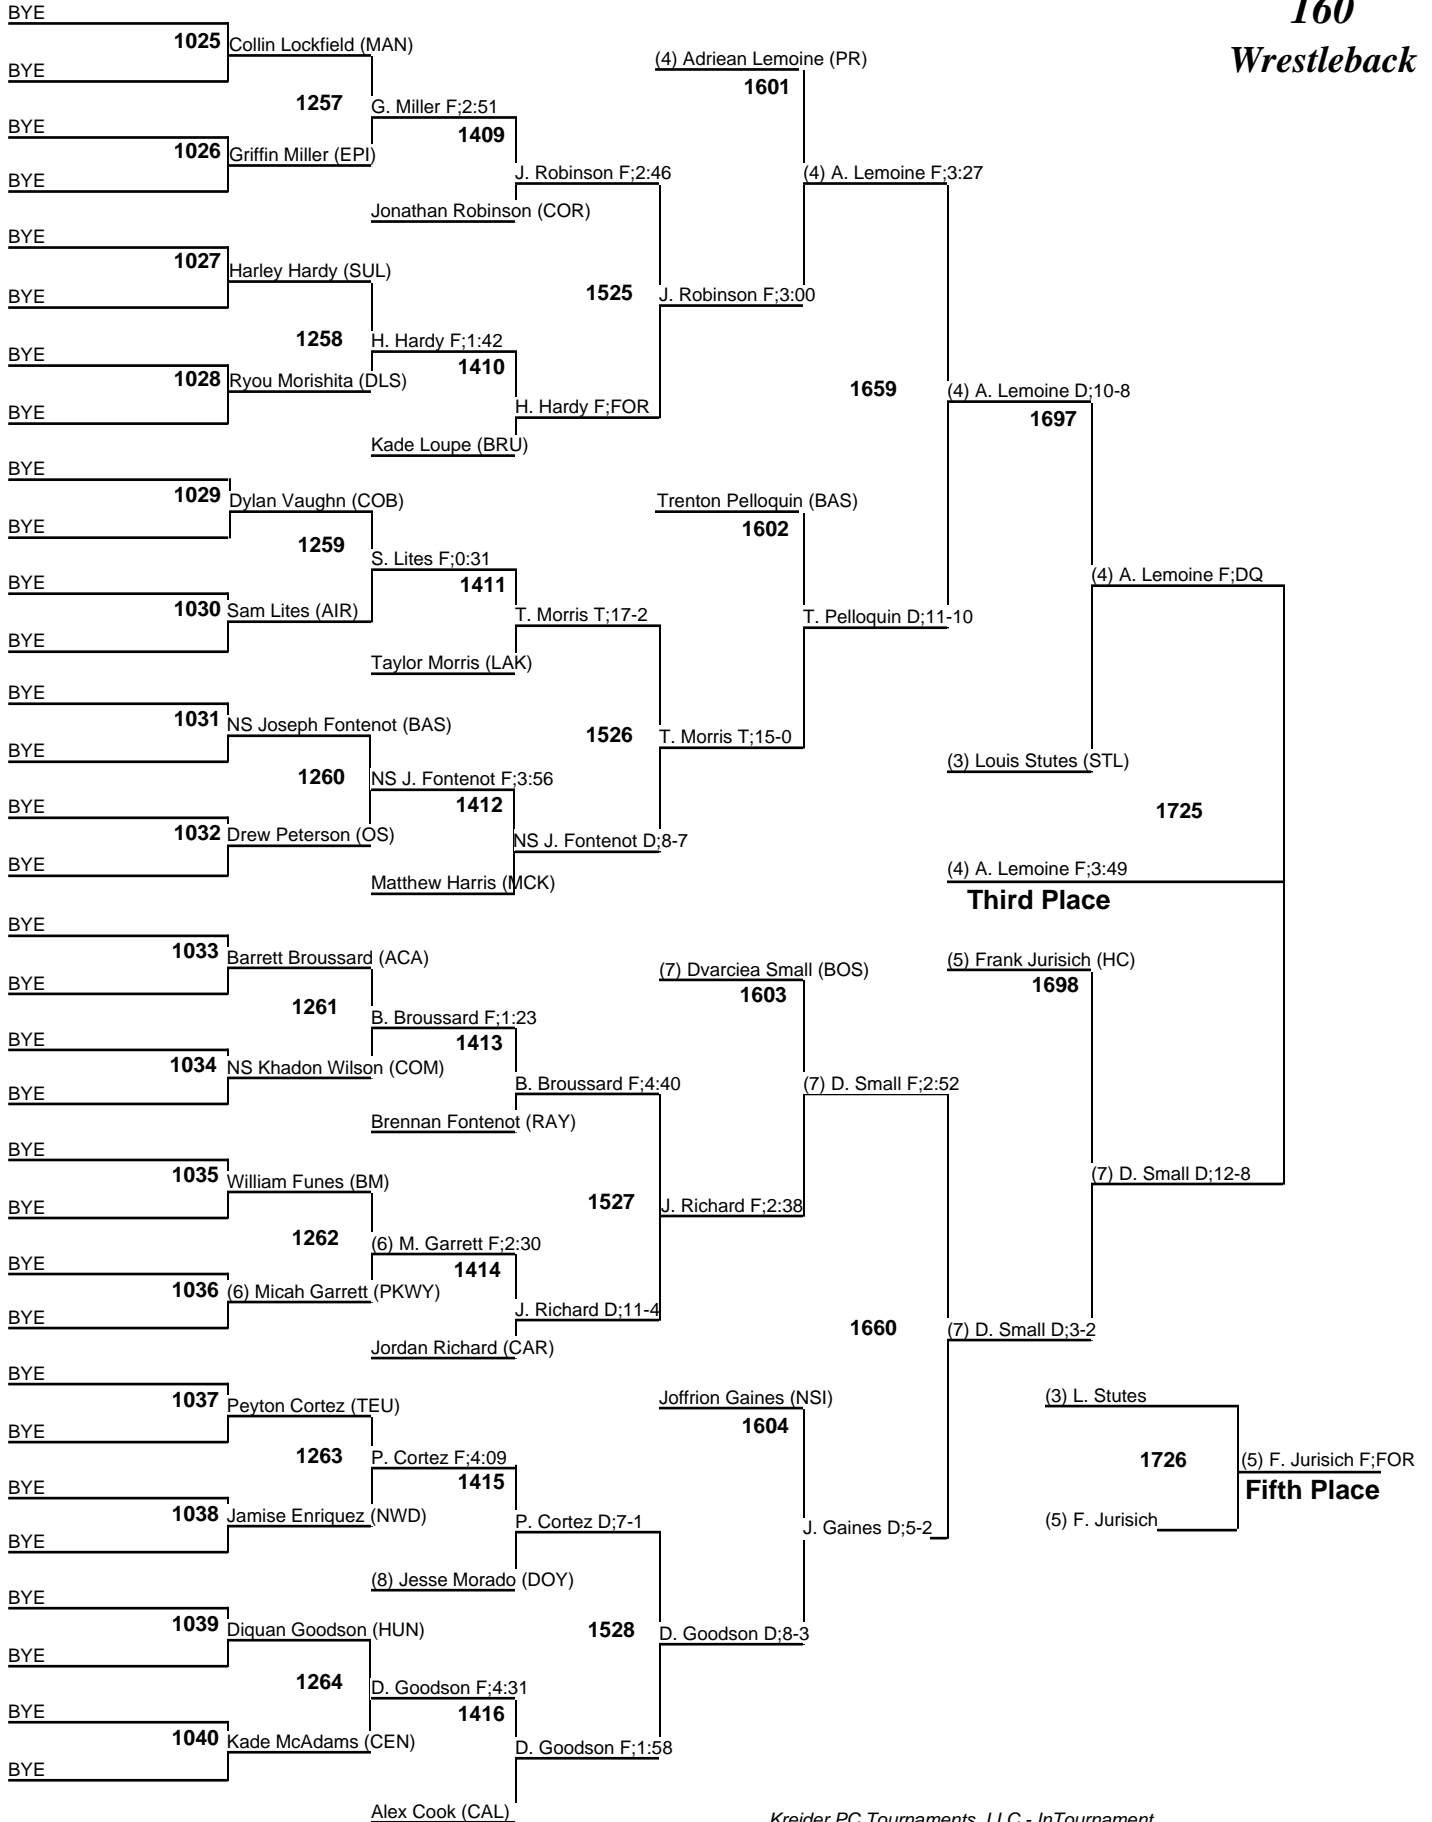 160
Wrestleback
BYE
1025
Collin Lockfield (MAN)
BYE
1257
G. Miller F;2:51
BYE
1409
1026
Griffin Miller (EPI)
BYE
J. Robinson F;2:46
Jonathan Robinson (COR)
BYE
1027
Harley Hardy (SUL)
BYE
1525
J. Robinson F;3:00
1258
H. Hardy F;1:42
BYE
1410
1028
Ryou Morishita (DLS)
BYE
H. Hardy F;FOR
Kade Loupe (BRU)
(4) Adriean Lemoine (PR)
1601
(4) A. Lemoine F;3:27
1659
(4) A. Lemoine D;10-8
1697
BYE
1029
Dylan Vaughn (COB)
BYE
1259
S. Lites F;0:31
BYE
1411
1030
Sam Lites (AIR)
BYE
T. Morris T;17-2
Taylor Morris (LAK)
Trenton Pelloquin (BAS)
1602
T. Pelloquin D;11-10
(4) A. Lemoine F;DQ
BYE
1031
NS Joseph Fontenot (BAS)
BYE
1526
T. Morris T;15-0
1260
NS J. Fontenot F;3:56
BYE
1412
1032
Drew Peterson (OS)
NS J. Fontenot D;8-7
BYE
Matthew Harris (MCK)
(3) Louis Stutes (STL)
1725
(4) A. Lemoine F;3:49
Third Place
BYE
1033
Barrett Broussard (ACA)
BYE
1261
B. Broussard F;1:23
BYE
1413
1034
NS Khadon Wilson (COM)
BYE
B. Broussard F;4:40
Brennan Fontenot (RAY)
(7) Dvarciea Small (BOS)
1603
(7) D. Small F;2:52
(5) Frank Jurisich (HC)
1698
BYE
1035
William Funes (BM)
BYE
1527
J. Richard F;2:38
1262
(6) M. Garrett F;2:30
BYE
1414
1036
(6) Micah Garrett (PKWY)
BYE
J. Richard D;11-4
Jordan Richard (CAR)
(7) D. Small D;12-8
1660
(7) D. Small D;3-2
BYE
1037
Peyton Cortez (TEU)
BYE
1263
P. Cortez F;4:09
BYE
1415
1038
Jamise Enriquez (NWD)
BYE
P. Cortez D;7-1
(8) Jesse Morado (DOY)
Joffrion Gaines (NSI)
1604
J. Gaines D;5-2
(3) L. Stutes
1726
(5) F. Jurisich F;FOR
Fifth Place
(5) F. Jurisich
BYE
1039
Diquan Goodson (HUN)
BYE
1528
D. Goodson D;8-3
1264
D. Goodson F;4:31
BYE
1416
1040
Kade McAdams (CEN)
BYE
D. Goodson F;1:58
Alex Cook (CAL)
Kreider PC Tournaments, LLC - InTournament